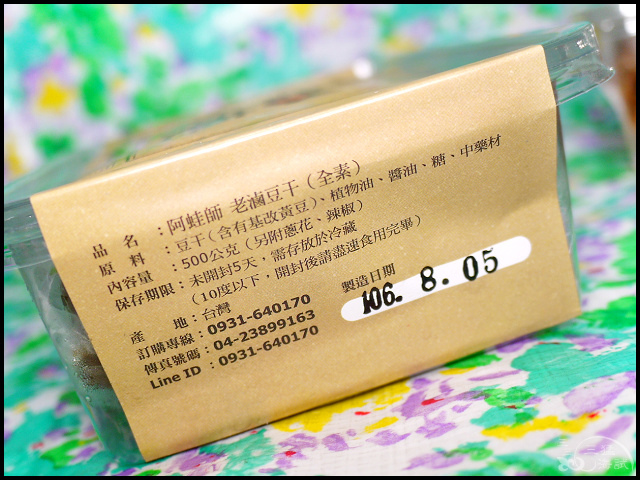 品 名：阿蛙師 老滷豆干（全素）
原 料：豆干（含有基改黃豆）、植物油、醬油、糖、中藥材
內容量：500公克（另附蔥花、辣椒）
保存期限：未開封5天，需存放於冷藏
（10度以下，開封後請盡速食用完畢）
產 地：台灣
訂購專線：0931-640170
傳真號碼：04-23899163
Line ID：0931-640170
製造日期
106. 8. 05